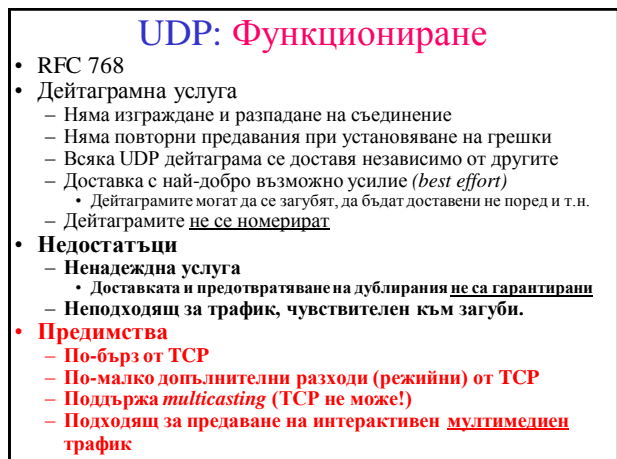 UDP: Функциониране
• RFC 768
• Дейтаграмна услуга
– Няма изграждане и разпадане на съединение
– Няма повторни предавания при установяване на грешки
– Всяка UDP дейтаграма се доставя независимо от другите
– Доставка с най-добро възможно усилие (best effort)
• Дейтаграмите могат да се загубят, да бъдат доставени не поред и т.н.
– Дейтаграмите не се номерират
• Недостатъци
– Ненадеждна услуга
• Доставката и предотвратяване на дублирания не са гарантирани
– Неподходящ за трафик, чувствителен към загуби.
• Предимства
– По-бърз от TCP
– По-малко допълнителни разходи (режийни) от TCP
– Поддържа multicasting (TCP не може!)
– Подходящ за предаване на интерактивен мултимедиен
трафик